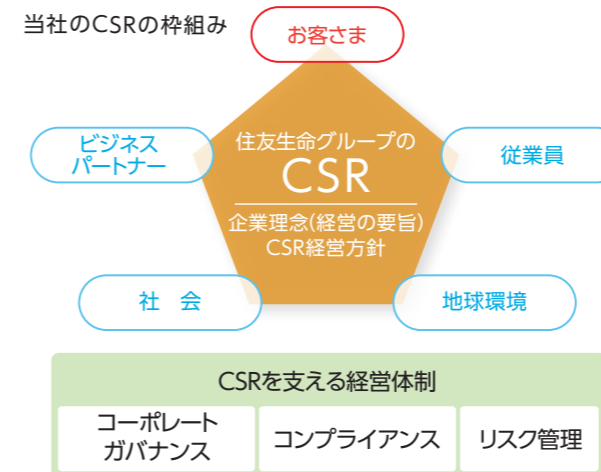 当社のCSRの枠組み
お客さま
ビジネス
パートナー
住友生命グループの
CSR
企業理念(経営の要旨)
CSR経営方針
従業員
社　会
地球環境
CSRを支える経営体制
コーポレート
ガバナンス
コンプライアンス
リスク管理